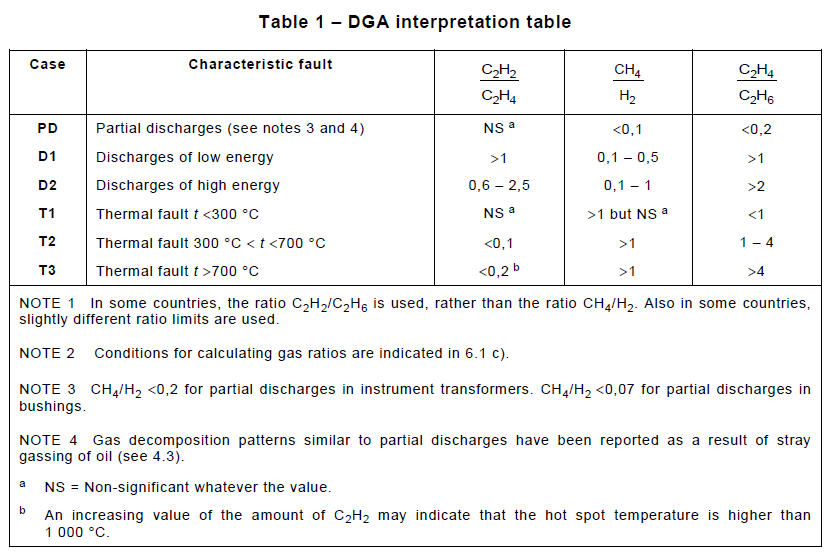 Table 1 – DGA interpretation table
Case Characteristic fault C2H2 CH4 C2H4
C2H4 H2 C2H6
PD Partial discharges (see notes 3 and 4) NS a <0,1 <0,2
D1 Discharges of low energy >1 0,1 – 0,5 >1
D2 Discharges of high energy 0,6 – 2,5 0,1 – 1 >2
T1 Thermal fault t <300 °C NS a >1 but NS a <1
T2 Thermal fault 300 °C < t <700 °C <0,1 >1 1 – 4
T3 Thermal fault t >700 °C <0,2 b >1 >4
NOTE 1 In some countries, the ratio C2H2/C2H6 is used, rather than the ratio CH4/H2. Also in some countries,
slightly different ratio limits are used.
NOTE 2 Conditions for calculating gas ratios are indicated in 6.1 c).
NOTE 3 CH4/H2 <0,2 for partial discharges in instrument transformers. CH4/H2 <0,07 for partial discharges in
bushings.
NOTE 4 Gas decomposition patterns similar to partial discharges have been reported as a result of stray
gassing of oil (see 4.3).
a NS = Non-significant whatever the value.
b An increasing value of the amount of C2H2 may indicate that the hot spot temperature is higher than
1 000 °C.